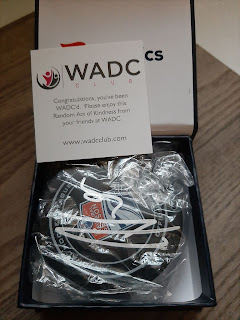 CS
WADC
CLUB
Congratulations, you've been
WADC'd. Please enjoy this
Random Act of Kindness from
your friends at WADC.
www.wadcclub.com